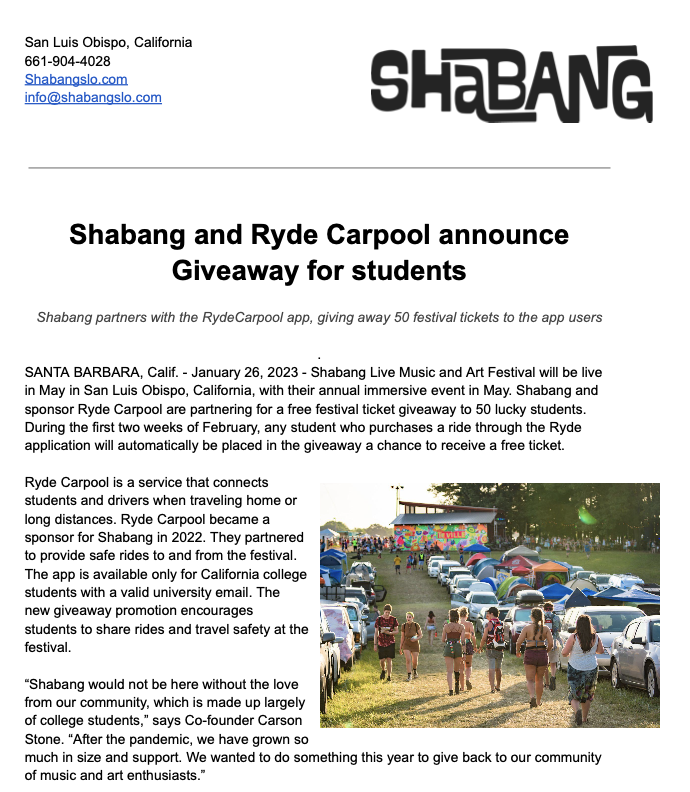 San Luis Obispo, California
661-904-4028
Shabangslo.com
info@shabangslo.com
SHaBANG
Shabang and Ryde Carpool announce
Giveaway for students
Shabang partners with the RydeCarpool app, giving away 50 festival tickets to the app users
.
SANTA BARBARA, Calif. - January 26, 2023 - Shabang Live Music and Art Festival will be live
in May in San Luis Obispo, California, with their annual immersive event in May. Shabang and
sponsor Ryde Carpool are partnering for a free festival ticket giveaway to 50 lucky students.
During the first two weeks of February, any student who purchases a ride through the Ryde
application will automatically be placed in the giveaway a chance to receive a free ticket.
Ryde Carpool is a service that connects
students and drivers when traveling home or
long distances. Ryde Carpool became a
sponsor for Shabang in 2022. They partnered
to provide safe rides to and from the festival.
The app is available only for California college
students with a valid university email. The
new giveaway promotion encourages
students to share rides and travel safety at the
festival.
“Shabang would not be here without the love
from our community, which is made up largely
of college students,” says Co-founder Carson
Stone. “After the pandemic, we have grown so
much in size and support. We wanted to do something this year to give back to our community
of music and art enthusiasts.”